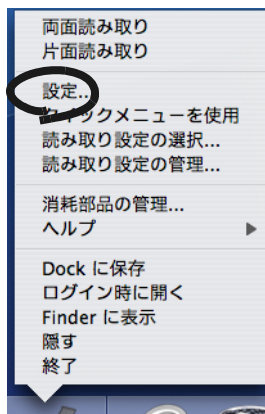 両面読み取り
片面読み取り
設定...
クイックメニューを使用
読み取り設定の選択...
読み取り設定の管理...
消耗部品の管理...
ヘルプ
Dock に保存
ログイン時に開く
Finder に表示
隠す
終了